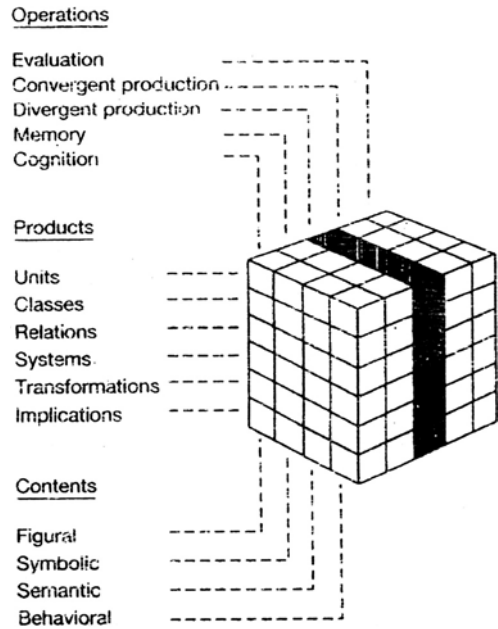 Operations
Evaluation
Convergent production
Divergent production
Memory
Cognition
Products
Units
Classes
Relations
Systems
Transformations
Implications
Contents
Figural
Symbolic
Semantic
Behavioral